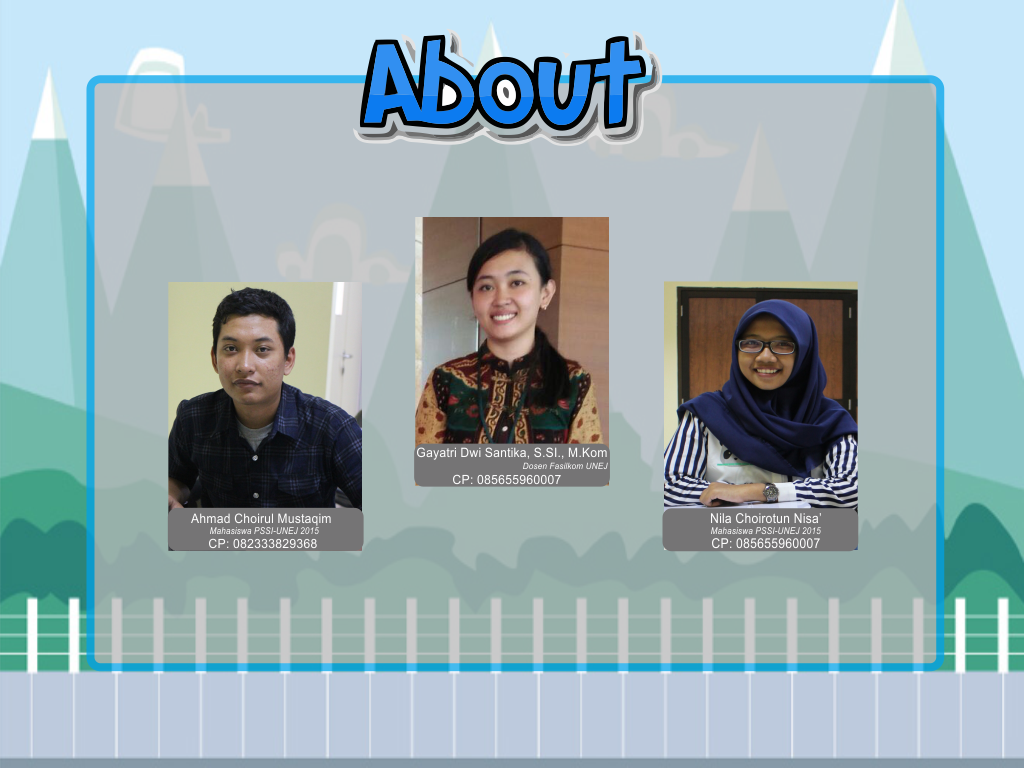 About
Gayatri Dwi Santika, S.SI., M.Kom
Dosen Fasilkom UNEJ
CP: 085655960007
Ahmad Choirul Mustaqim
Mahasiswa PSSI-UNEJ 2015
CP: 082333829368
Nila Choirotun Nisa'
Mahasiswa PSSI-UNEJ 2015
CP: 085655960007